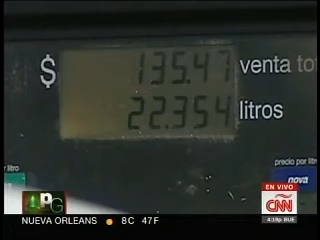 $ 135.47 venta to
22.354 litros
por litro
precio por litro
nova
PG
EN VIVO
CNN
NUEVA ORLEANS 8C 47F
4:19p BUE